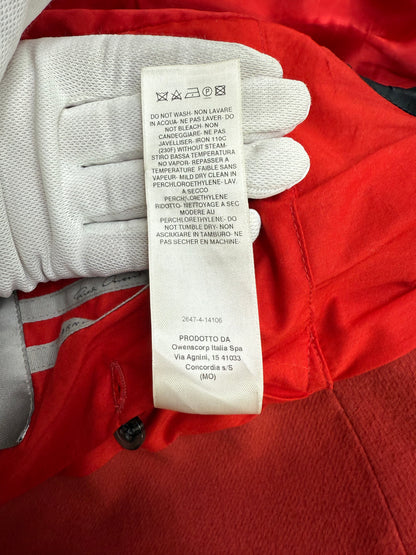 DO NOT WASH- NON LAVARE
IN ACQUA- NE PAS LAVER- DO
NOT BLEACH- NON
CANDEGGIARE- NE PAS
JAVELLISER- IRON 110C
(230F) WITHOUT STEAM-
STIRO BASSA TEMPERATURA
NO VAPOR- REPASSER A
TEMPERATURE FAIBLE SANS
VAPEUR- MILD DRY CLEAN IN
PERCHLOROETHYLENE- LAV.
A SECCO
PERCHLOROETHYLENE
RIDOTTO- NETTOYAGE A SEC
MODERE AU
PERCHLOROETHYLENE- DO
NOT TUMBLE DRY- NON
ASCIUGARE IN TAMBURO- NE
PAS SECHER EN MACHINE-
2647-4-14106
PRODOTTO DA
Owenscorp Italia Spa
Via Agnini, 15 41033
Concordia s/S
(MO)